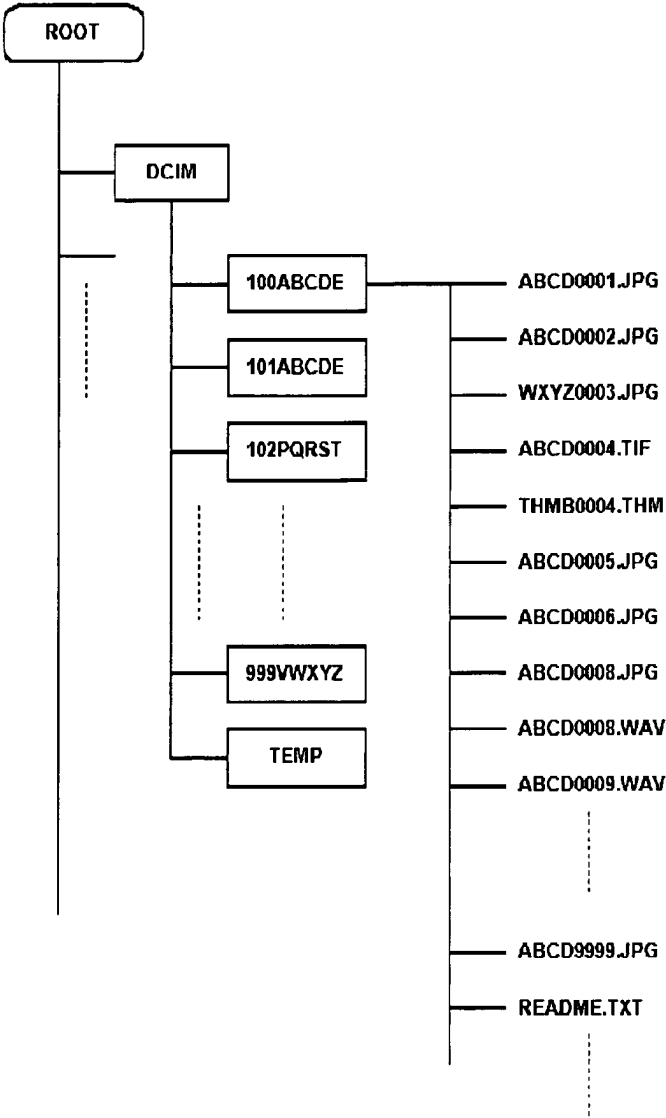 ROOT
DCIM
100ABCDE
101ABCDE
102PQRST
999VWXYZ
TEMP
ABCD0001.JPG
ABCD0002.JPG
WXYZ0003.JPG
ABCD0004.TIF
THMB0004.THM
ABCD0005.JPG
ABCD0006.JPG
ABCD0008.JPG
ABCD0008.WAV
ABCD0009.WAV
ABCD9999.JPG
README.TXT